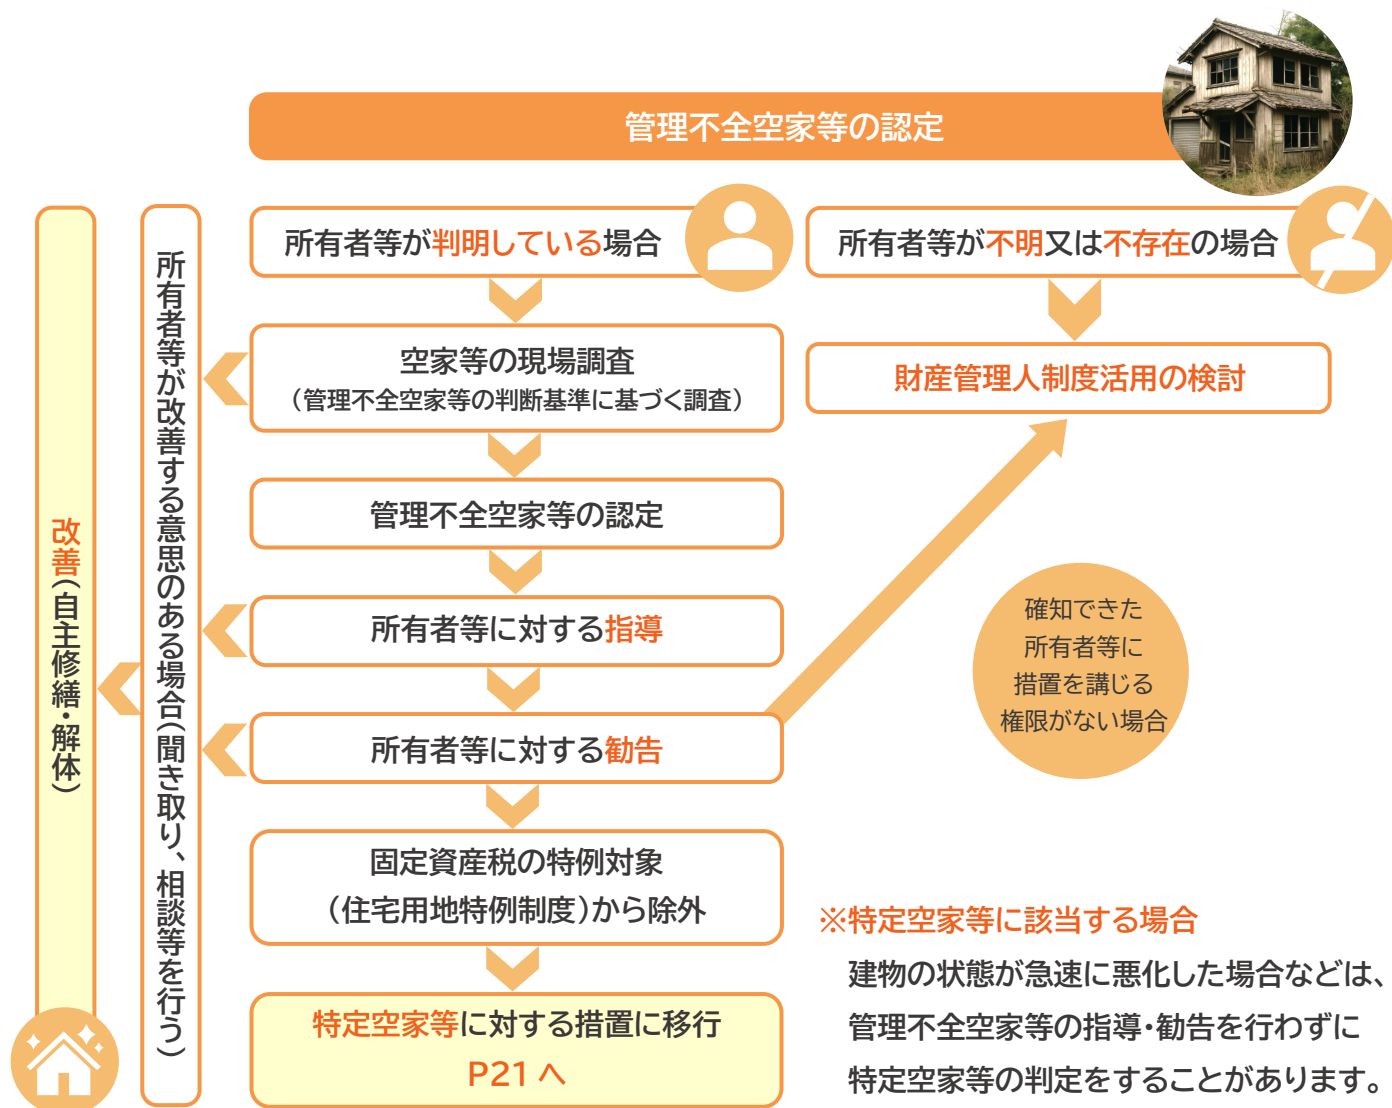 管理不全空家等の認定
所有者等が判明している場合
所有者等が不明又は不存在の場合
空家等の現場調査
（管理不全空家等の判断基準に基づく調査）
財産管理人制度活用の検討
管理不全空家等の認定
所有者等に対する指導
所有者等に対する勧告
確知できた
所有者等に
措置を講じる
権限がない場合
固定資産税の特例対象
（住宅用地特例制度）から除外
特定空家等に対する措置に移行
P21 へ
所有者等が改善する意思のある場合（聞き取り、相談等を行う）
改善（自主修繕・解体）
※特定空家等に該当する場合
建物の状態が急速に悪化した場合などは、
管理不全空家等の指導・勧告を行わずに
特定空家等の判定をすることがあります。